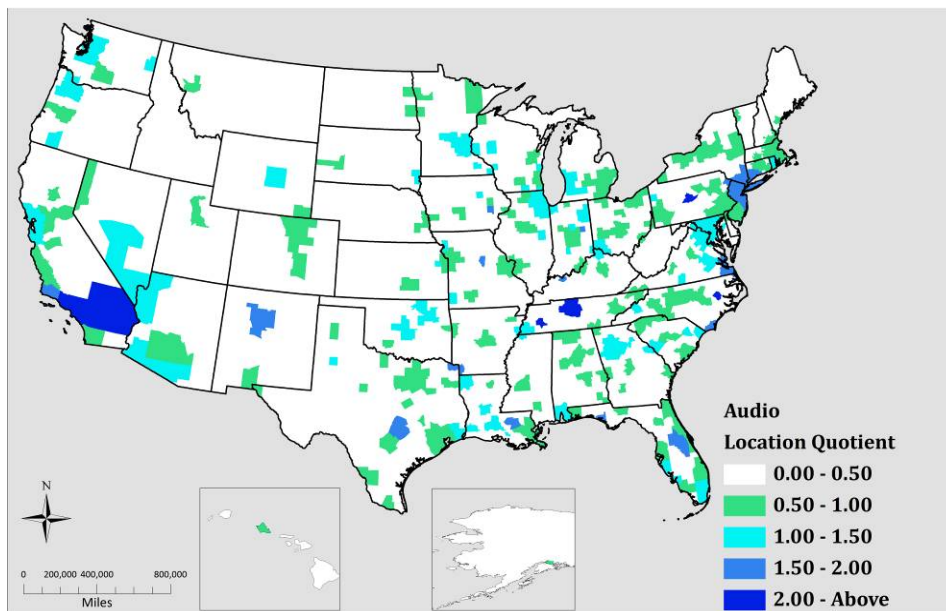 Audio
Location Quotient
0.00 - 0.50
0.50 - 1.00
1.00 - 1.50
1.50 - 2.00
2.00 - Above
N
0 200,000 400,000 800,000
Miles